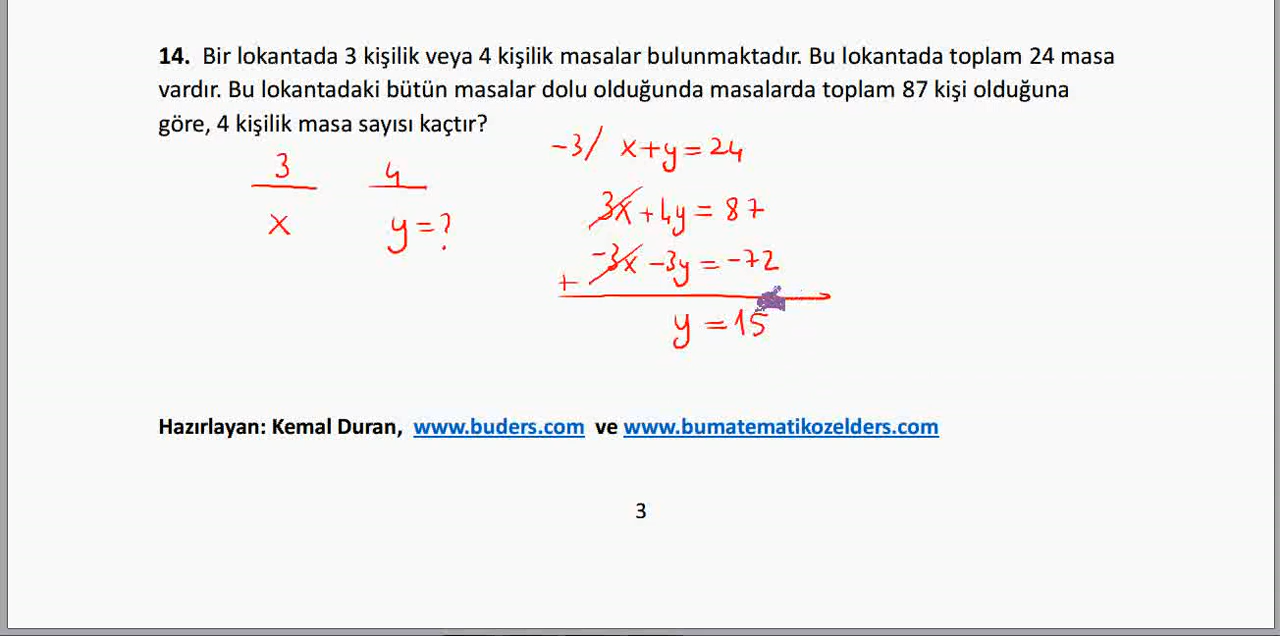 14. Bir lokantada 3 kişilik veya 4 kişilik masalar bulunmaktadır. Bu lokantada toplam 24 masa
vardır. Bu lokantadaki bütün masalar dolu olduğunda masalarda toplam 87 kişi olduğuna
göre, 4 kişilik masa sayısı kaçtır?
-3/ x+y=24
3 4
3x+4y=87
x y=?
-3x-3y=-72
+
y=15
Hazırlayan: Kemal Duran, www.buders.com ve www.bumatematikozelders.com
3